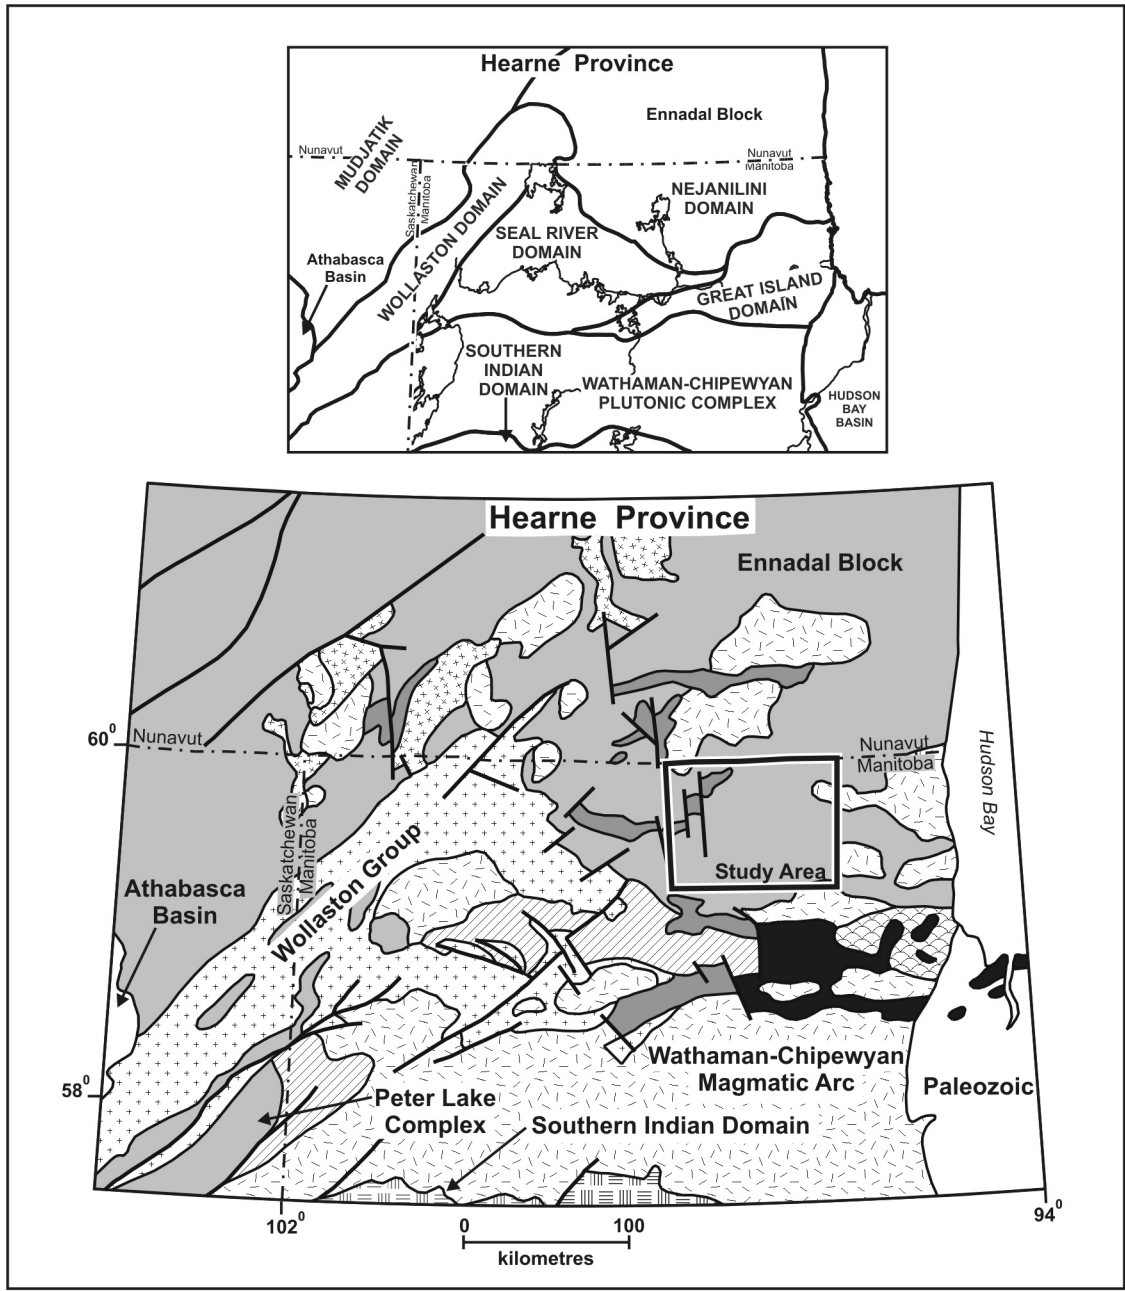 Hearne Province
Ennadal Block
MUDJATIK
DOMAIN
Nunavut
Nunavut
Manitoba
Saskatchewan
Manitoba
NEJANILINI
DOMAIN
WOLLASTON DOMAIN
SEAL RIVER
DOMAIN
Athabasca
Basin
GREAT ISLAND
DOMAIN
SOUTHERN
INDIAN
DOMAIN
WATHAMAN-CHIPEWYAN
PLUTONIC COMPLEX
HUDSON
BAY
BASIN
Hearne Province
Ennadal Block
60⁰
Nunavut
Nunavut
Manitoba
Hudson Bay
Saskatchewan
Manitoba
Study Area
Wollaston Group
Athabasca
Basin
Wathaman-Chipewyan
Magmatic Arc
Paleozoic
58⁰
Peter Lake
Complex
Southern Indian Domain
102⁰
94⁰
0 100
kilometres